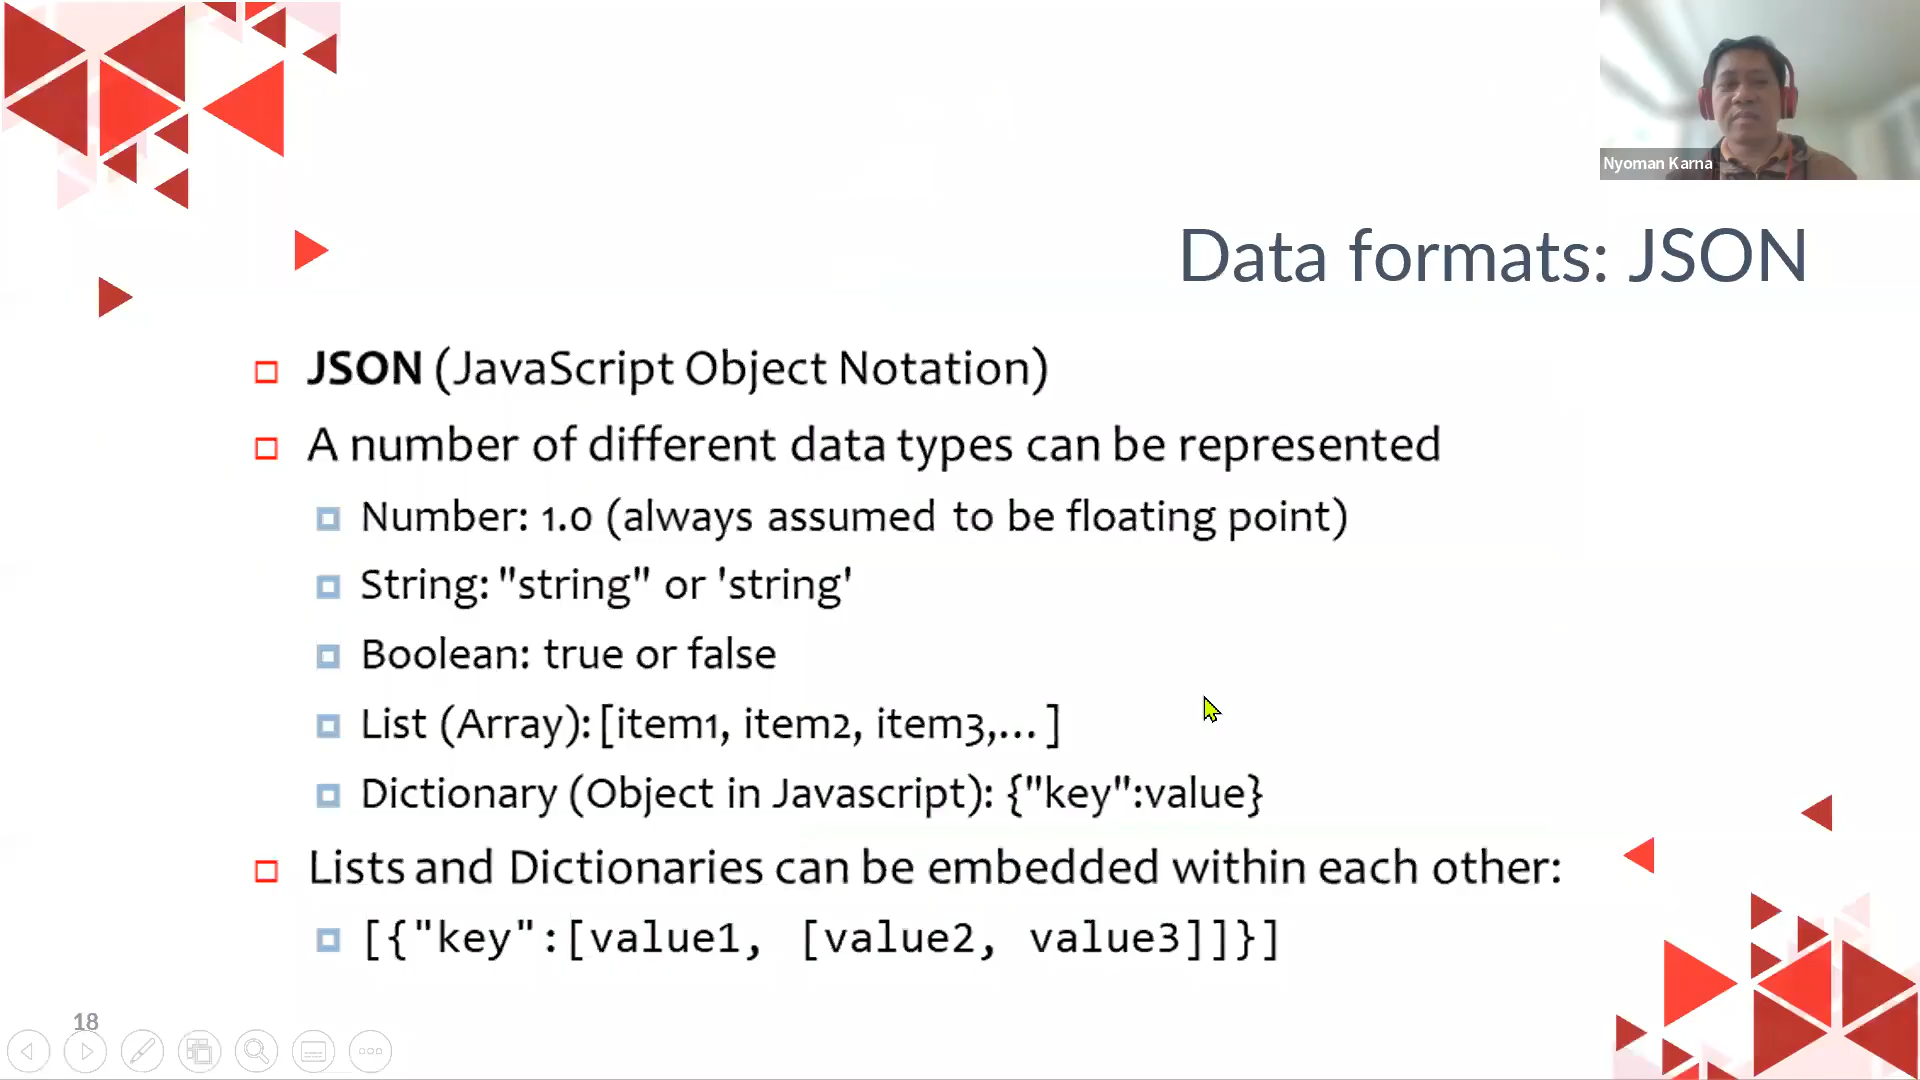 Nyoman Karna
Data formats: JSON
JSON (JavaScript Object Notation)
A number of different data types can be represented
Number: 1.0 (always assumed to be floating point)
String: "string" or 'string'
Boolean: true or false
List (Array): [item1, item2, item3,... ]
Dictionary (Object in Javascript): {"key":value}
Lists and Dictionaries can be embedded within each other:
[{"key":[value1, [value2, value3]]}]
18